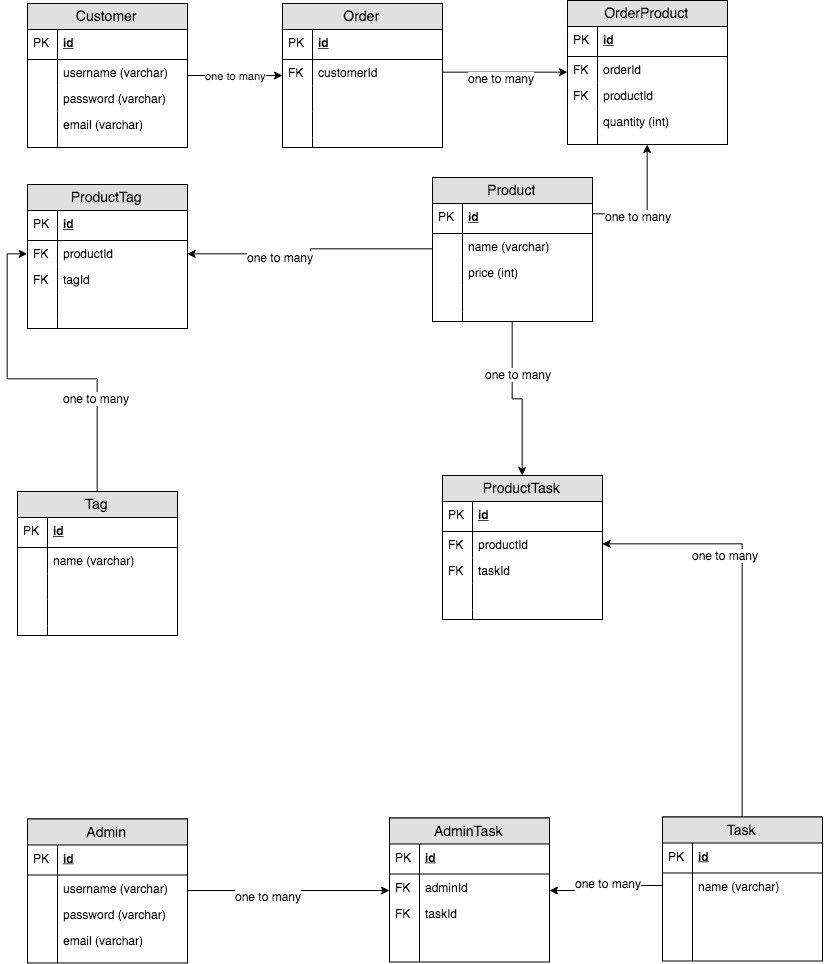 Customer
PK id
username (varchar)
password (varchar)
email (varchar)
one to many
Order
PK id
FK customerId
one to many
OrderProduct
PK id
FK orderId
FK productId
quantity (int)
ProductTag
PK id
FK productId
FK tagId
one to many
Product
PK id
name (varchar)
price (int)
one to many
one to many
one to many
Tag
PK id
name (varchar)
ProductTask
PK id
FK productId
FK taskId
one to many
Admin
PK id
username (varchar)
password (varchar)
email (varchar)
one to many
AdminTask
PK id
FK adminId
FK taskId
one to many
Task
PK id
name (varchar)